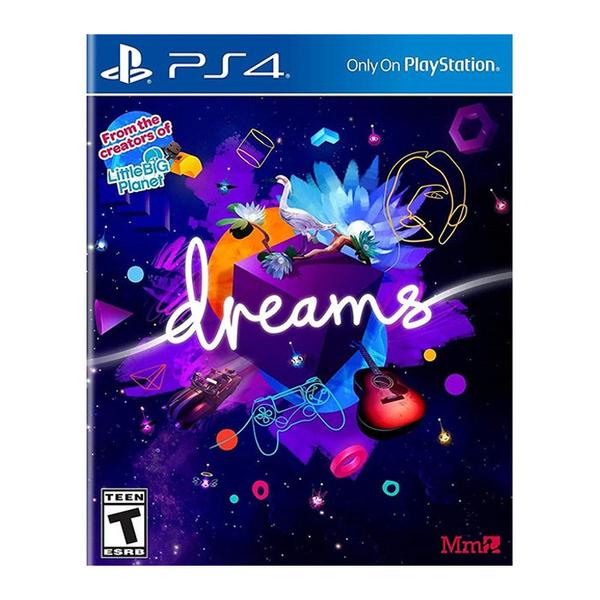 PS4
Only On PlayStation®
From the
creators of
LittleBIG
Planet
dreams
TEEN
T
ESRB
Mm